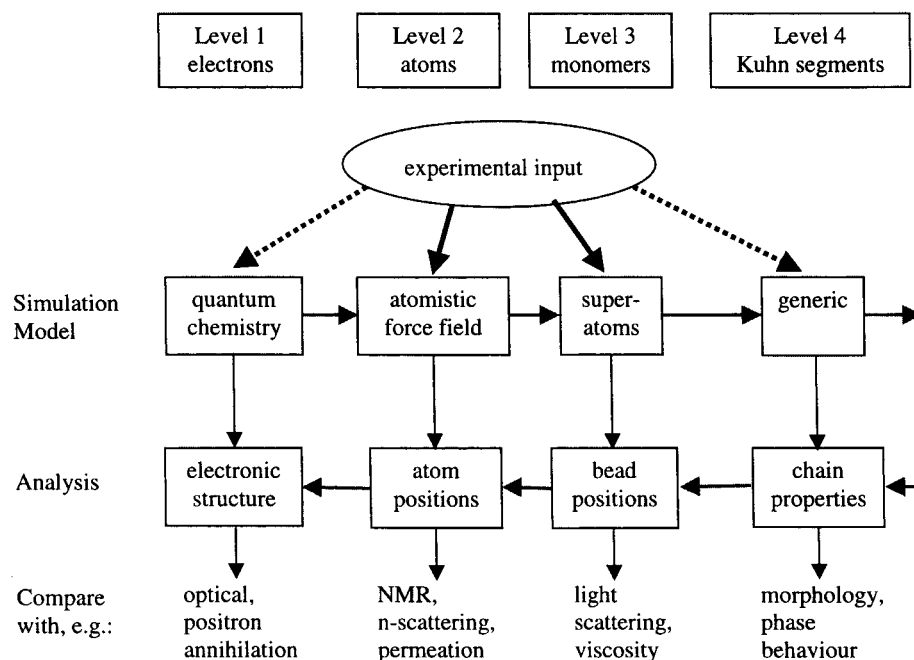 Level 1
electrons
Level 2
atoms
Level 3
monomers
Level 4
Kuhn segments
experimental input
Simulation
Model
quantum
chemistry
atomistic
force field
super-
atoms
generic
Analysis
electronic
structure
atom
positions
bead
positions
chain
properties
Compare
with, e.g.:
optical,
positron
annihilation
NMR,
n-scattering,
permeation
light
scattering,
viscosity
morphology,
phase
behaviour